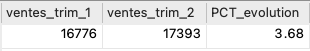 ventes_trim_1 ventes_trim_2 PCT_evolution
16776 17393 3.68